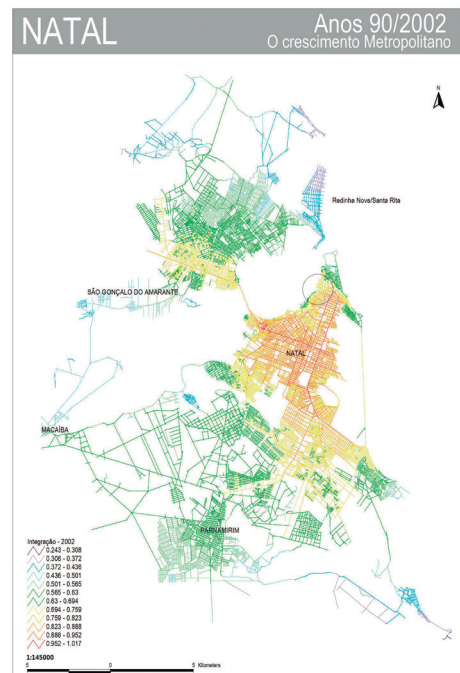 NATAL
Anos 90/2002
O crescimento Metropolitano
N
Redinha Nova/Santa Rita
SÃO GONÇALO DO AMARANTE
NATAL
MACAÍBA
PARNAMIRIM
Integração - 2002
0.243 - 0.308
0.308 - 0.372
0.372 - 0.436
0.436 - 0.501
0.501 - 0.565
0.565 - 0.63
0.63 - 0.694
0.694 - 0.759
0.759 - 0.823
0.823 - 0.888
0.888 - 0.952
0.952 - 1.017
1:145000
5 0 5 Kilometers